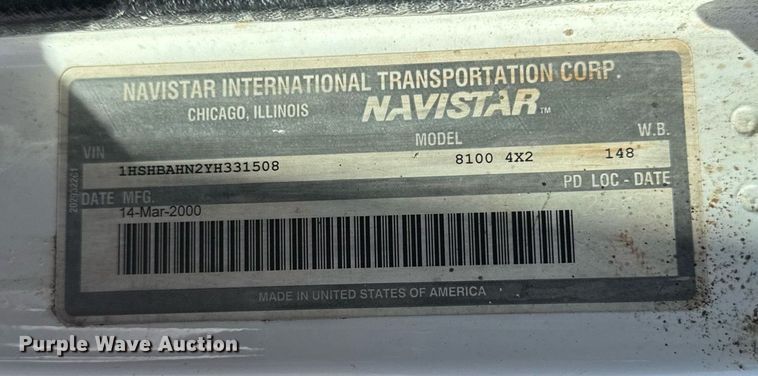 NAVISTAR INTERNATIONAL TRANSPORTATION CORP.
CHICAGO, ILLINOIS NAVISTAR™
VIN MODEL W.B.
1HSHBAHN2YH331508 8100 4X2 148
DATE MFG. PD LOC - DATE
14-Mar-2000
MADE IN UNITED STATES OF AMERICA
Purple Wave Auction